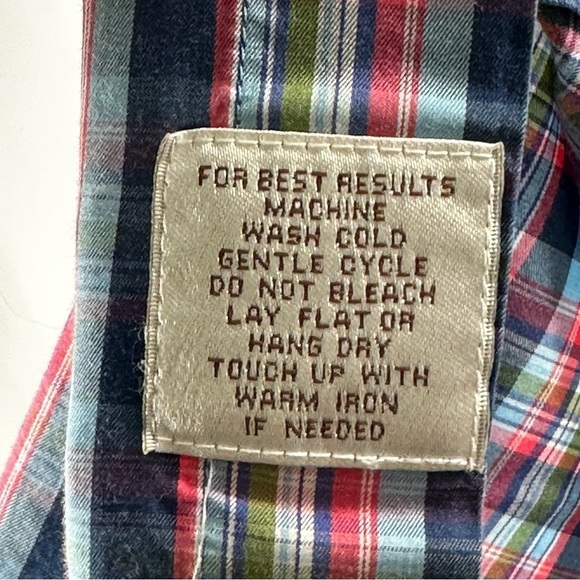 FOR BEST RESULTS
MACHINE
WASH COLD
GENTLE CYCLE
DO NOT BLEACH
LAY FLAT OR
HANG DRY
TOUCH UP WITH
WARM IRON
IF NEEDED